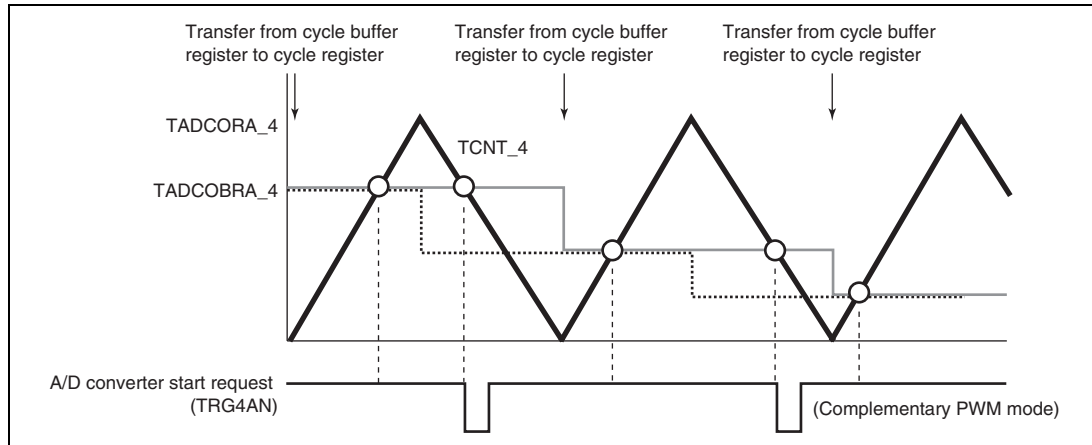 Transfer from cycle buffer
register to cycle register
Transfer from cycle buffer
register to cycle register
Transfer from cycle buffer
register to cycle register
TADCORA_4
TCNT_4
TADCOBRA_4
A/D converter start request
(TRG4AN)
(Complementary PWM mode)